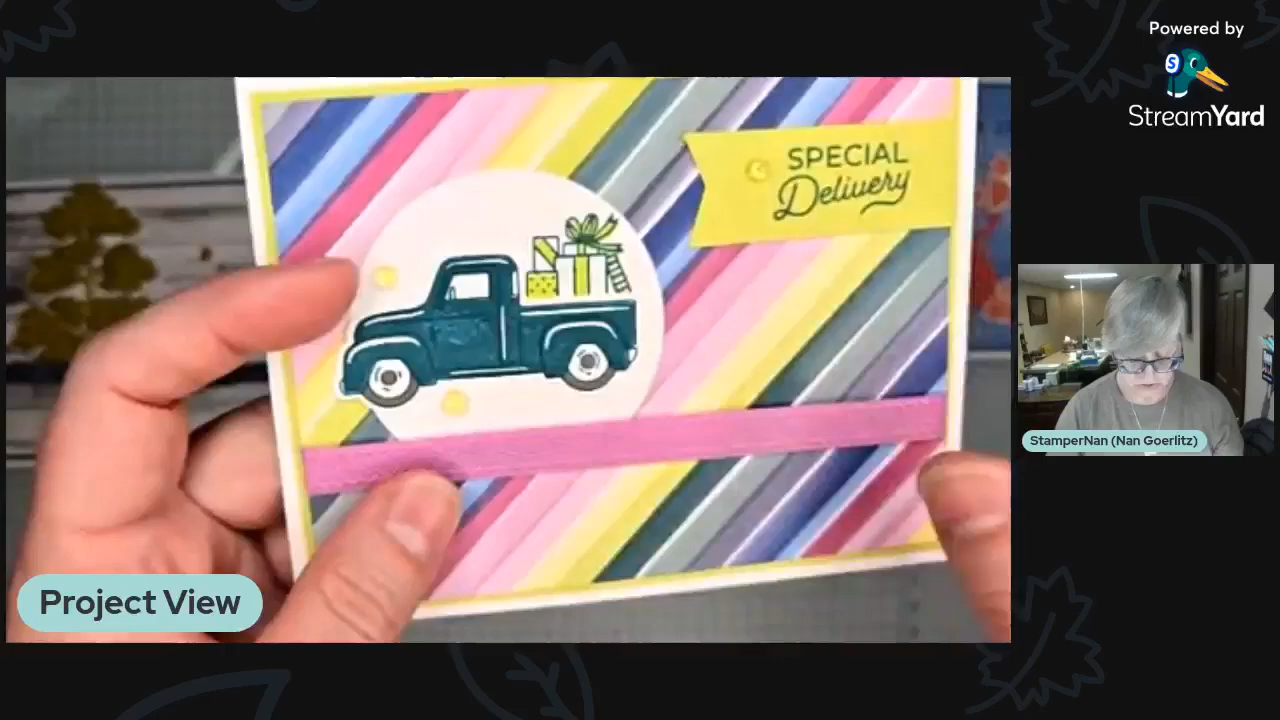 Powered by
S
StreamYard
SPECIAL
Delivery
StamperNan (Nan Goerlitz)
Project View